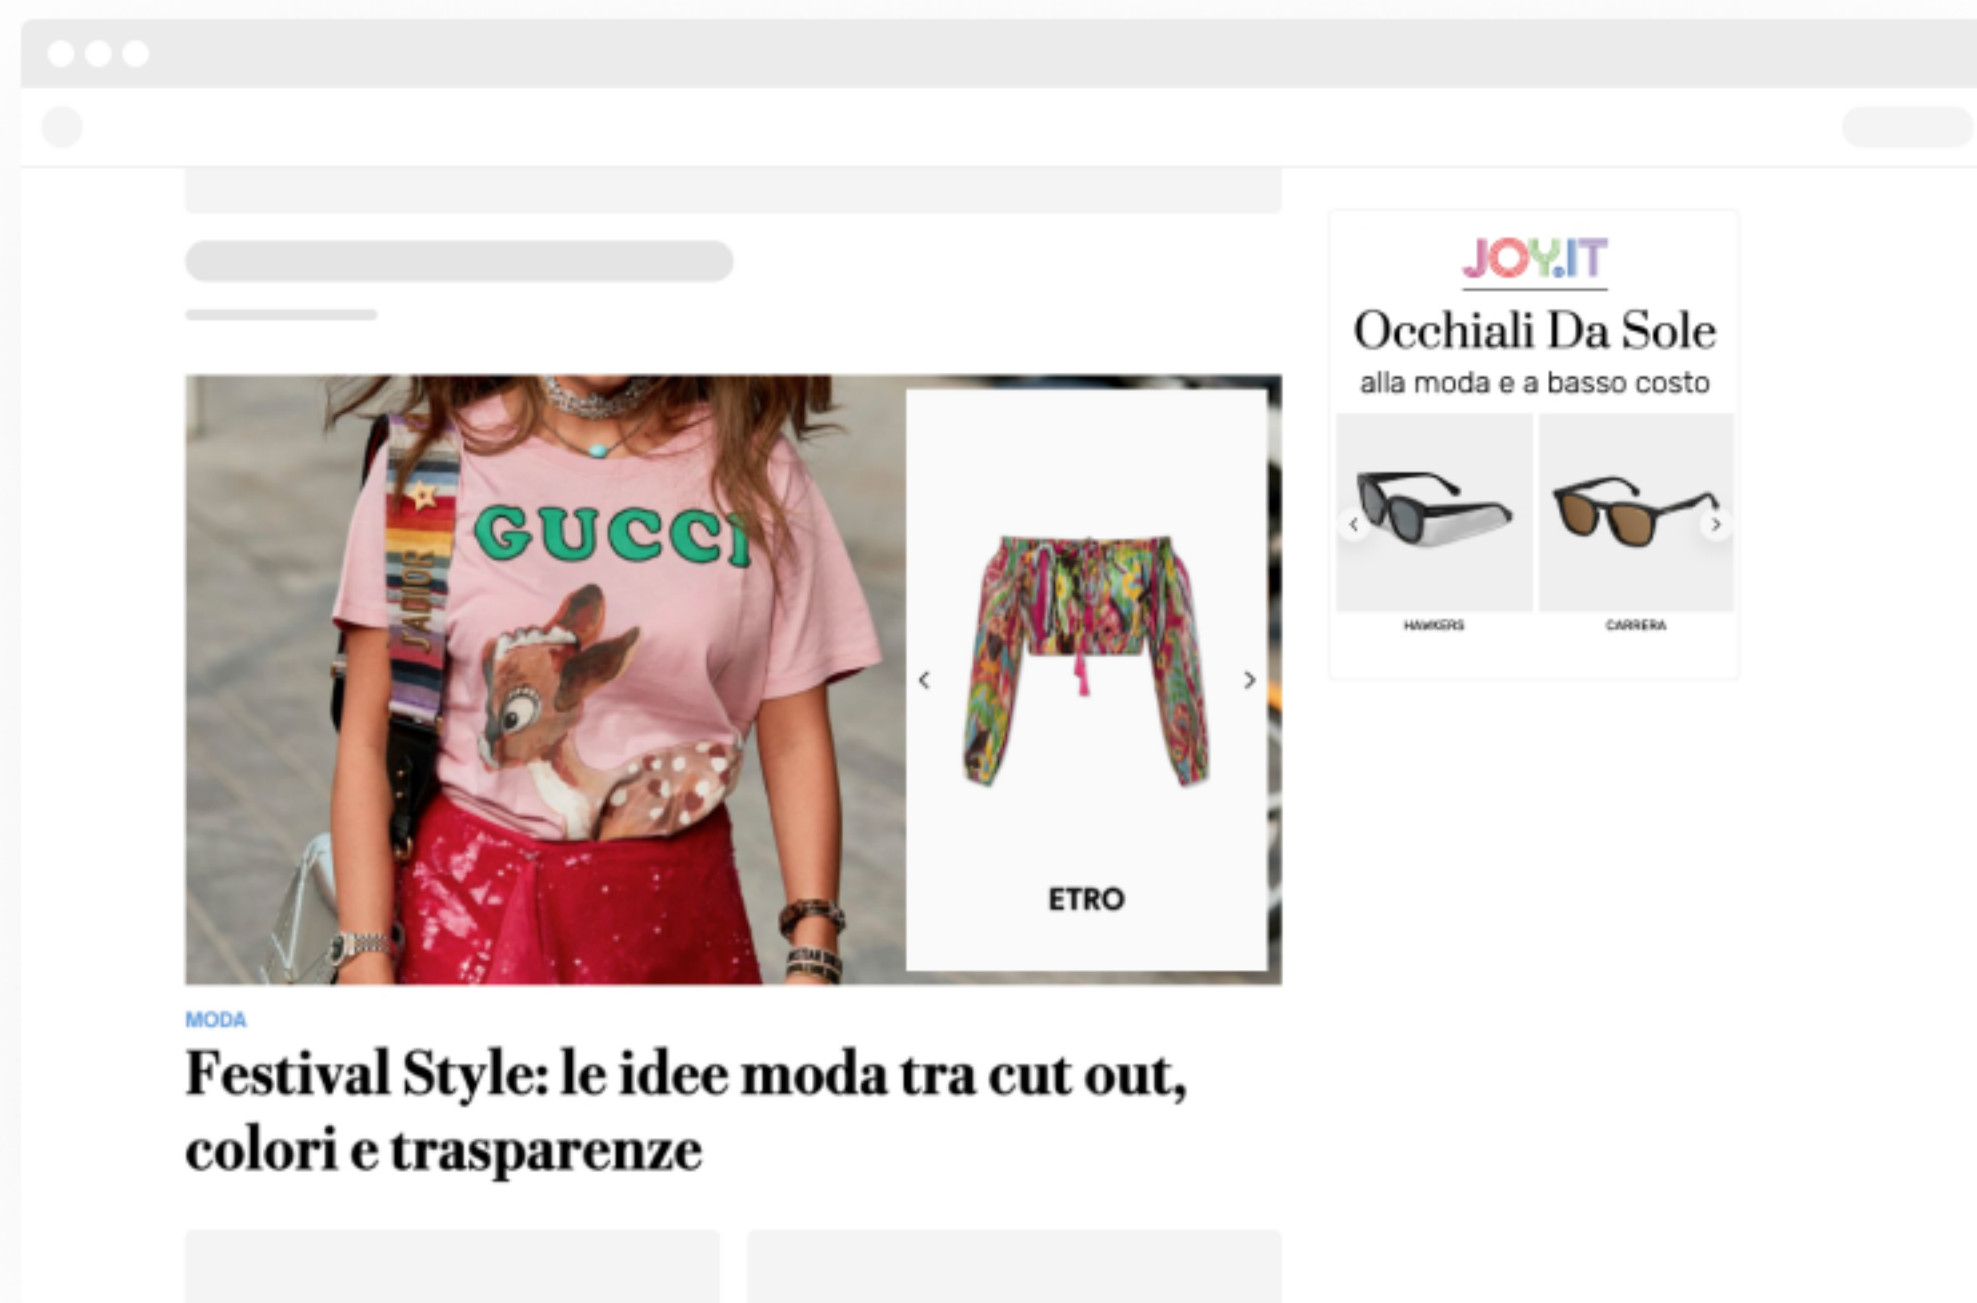 JOY.IT
Occhiali Da Sole
alla moda e a basso costo
HAWKERS
CARRERA
GUCCI
J'ADIOR
ETRO
MODA
Festival Style: le idee moda tra cut out,
colori e trasparenze